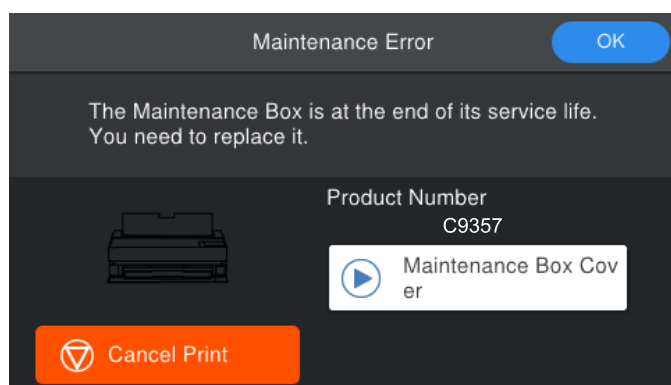 Maintenance Error
OK
The Maintenance Box is at the end of its service life.
You need to replace it.
Product Number
C9357
Maintenance Box Cov
er
Cancel Print